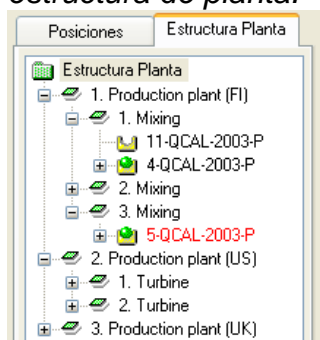 estructura de planta.
Posiciones
Estructura Planta
Estructura Planta
1. Production plant (FI)
1. Mixing
11-QCAL-2003-P
4-QCAL-2003-P
2. Mixing
3. Mixing
5-QCAL-2003-P
2. Production plant (US)
1. Turbine
2. Turbine
3. Production plant (UK)